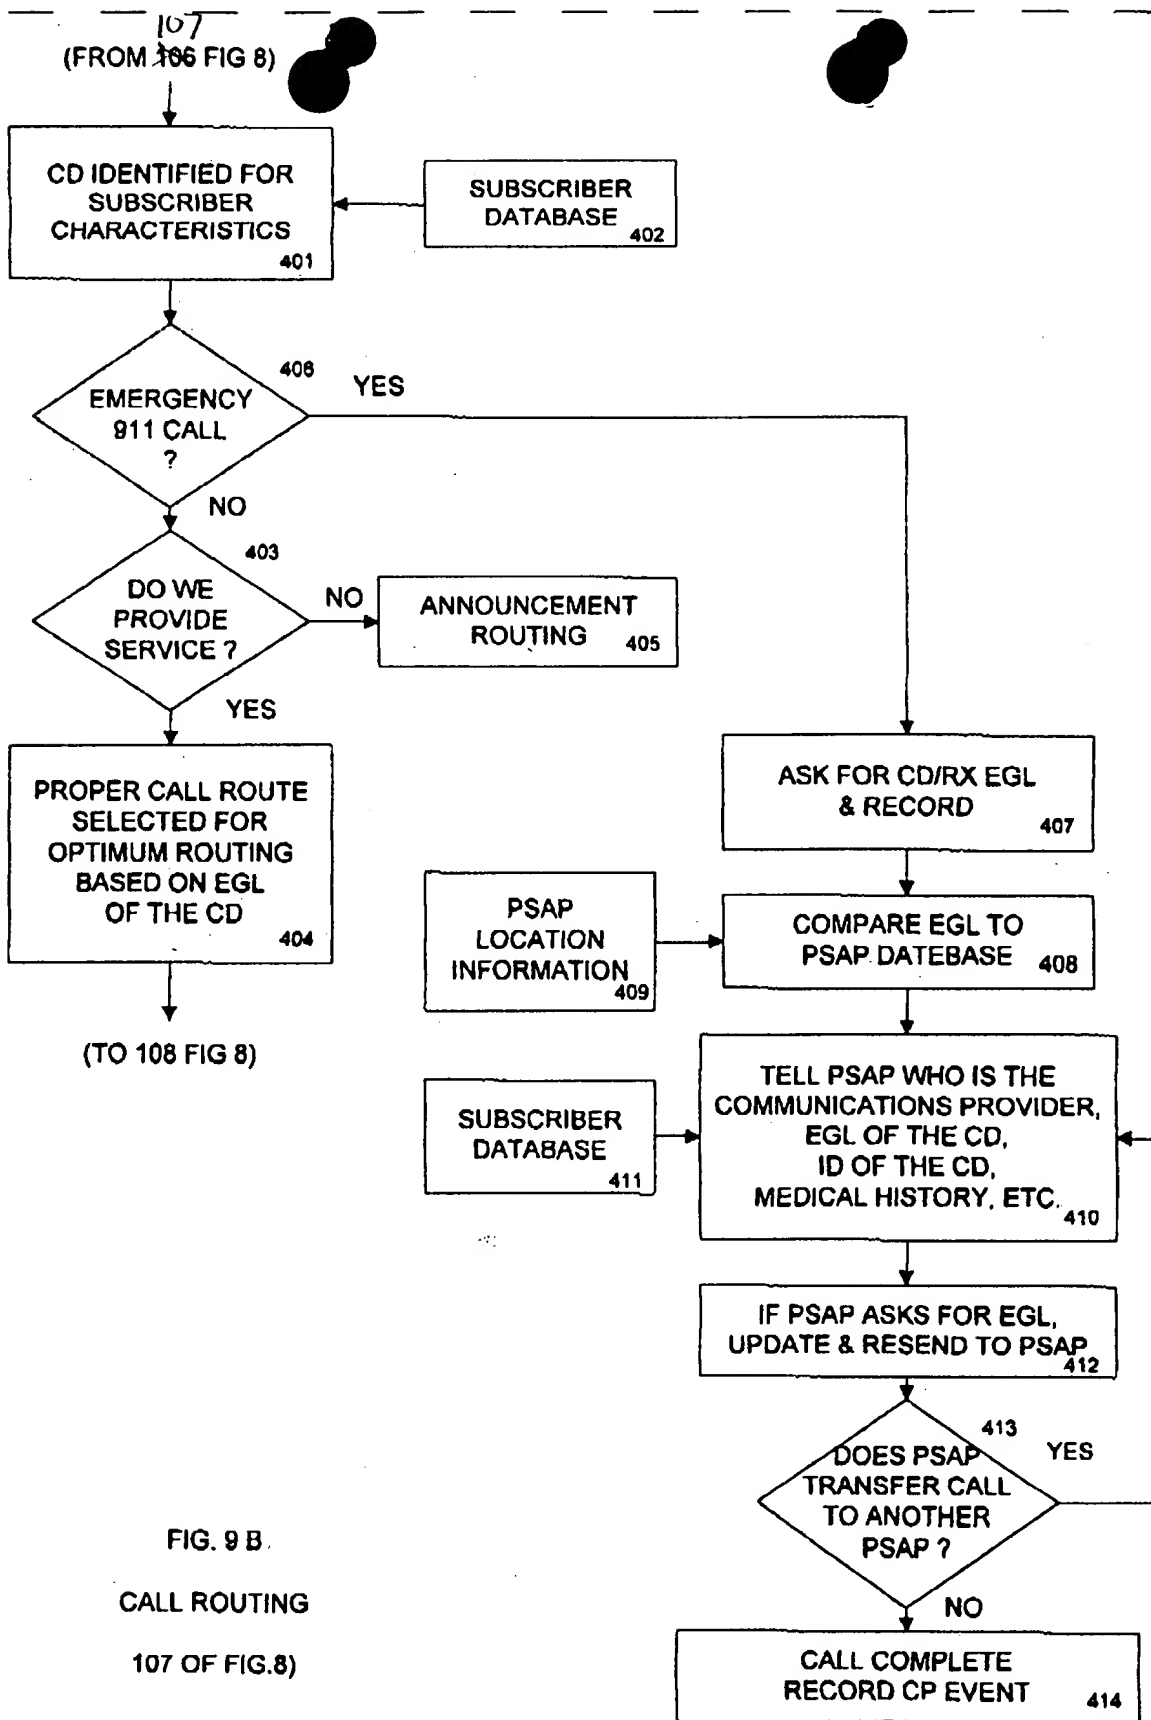 107
(FROM 106 FIG 8)
CD IDENTIFIED FOR
SUBSCRIBER
CHARACTERISTICS
401
SUBSCRIBER
DATABASE
402
EMERGENCY
911 CALL
?
406
YES
NO
403
DO WE
PROVIDE
SERVICE ?
NO
ANNOUNCEMENT
ROUTING
405
YES
PROPER CALL ROUTE
SELECTED FOR
OPTIMUM ROUTING
BASED ON EGL
OF THE CD
404
(TO 108 FIG 8)
ASK FOR CD/RX EGL
& RECORD
407
PSAP
LOCATION
INFORMATION
409
COMPARE EGL TO
PSAP DATEBASE
408
SUBSCRIBER
DATABASE
411
TELL PSAP WHO IS THE
COMMUNICATIONS PROVIDER,
EGL OF THE CD,
ID OF THE CD,
MEDICAL HISTORY, ETC.
410
IF PSAP ASKS FOR EGL,
UPDATE & RESEND TO PSAP
412
413
YES
DOES PSAP
TRANSFER CALL
TO ANOTHER
PSAP ?
NO
CALL COMPLETE
RECORD CP EVENT
414
FIG. 9 B.
CALL ROUTING
107 OF FIG.8)